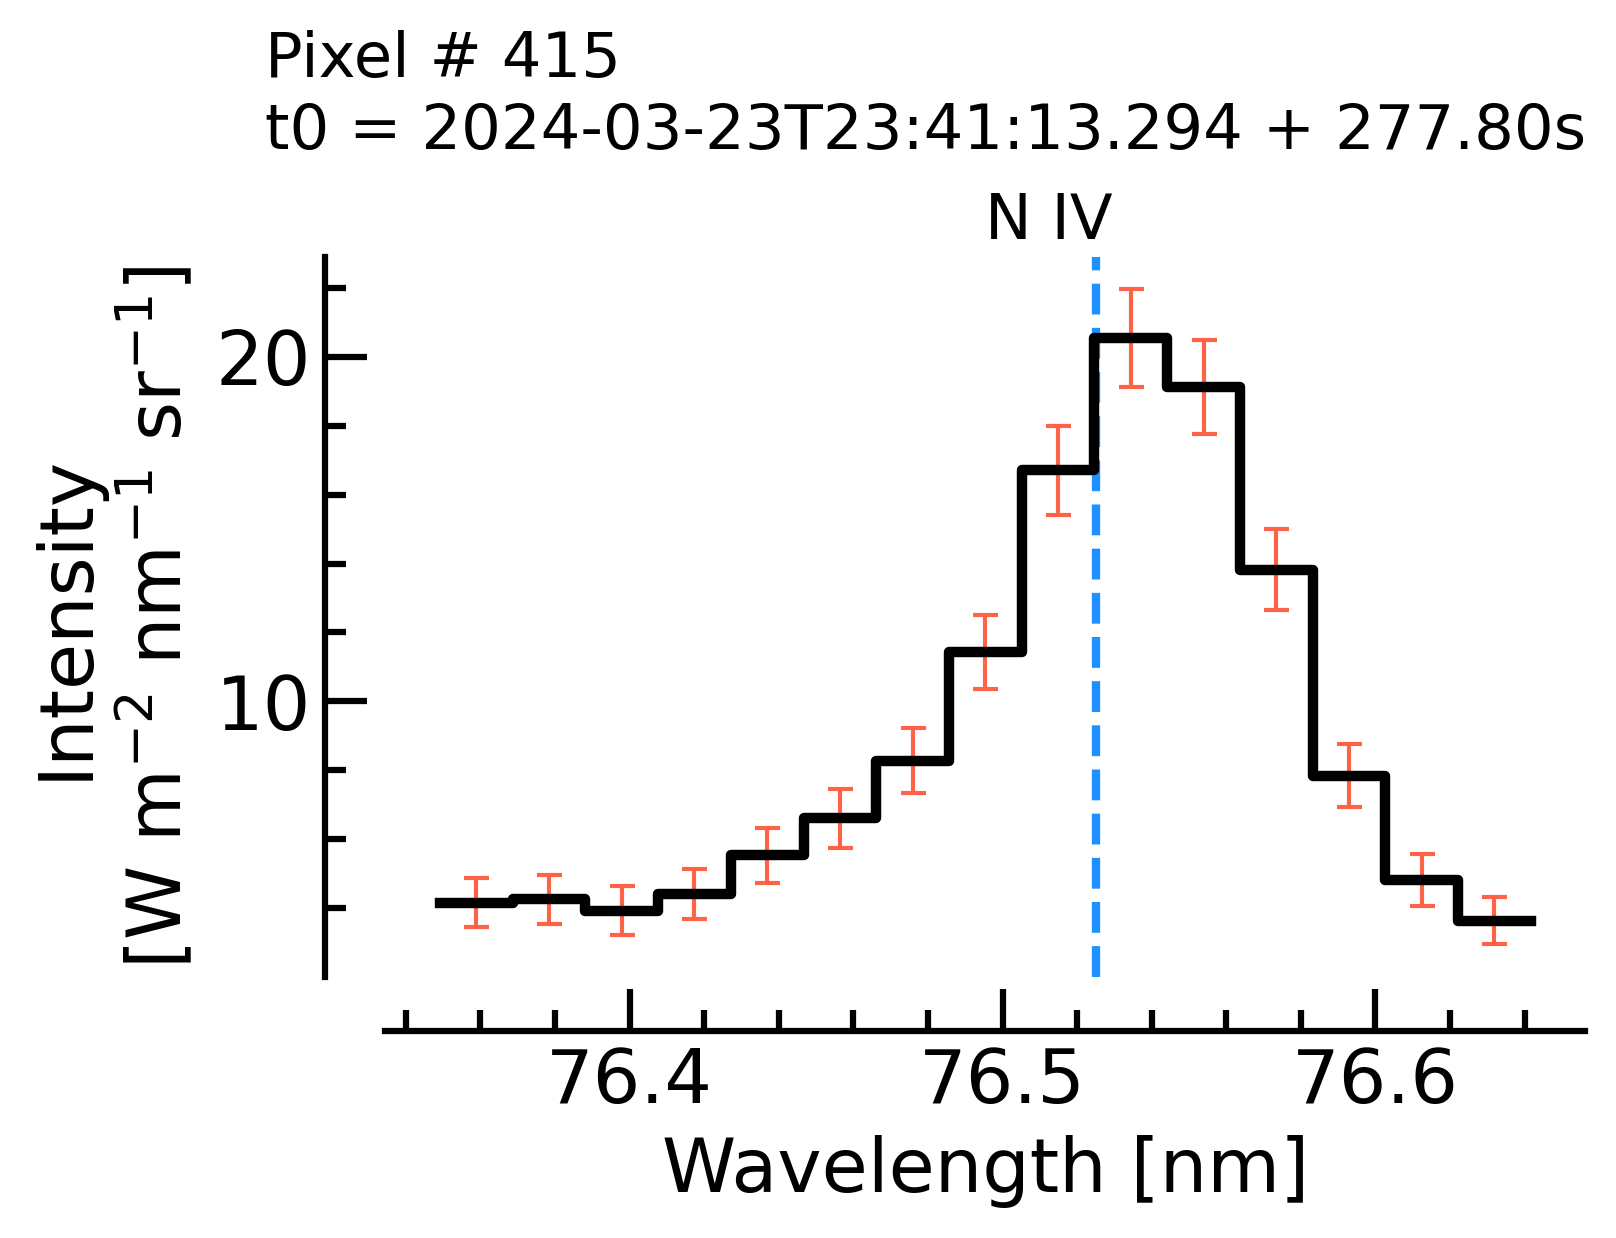 Pixel # 415
t0 = 2024-03-23T23:41:13.294 + 277.80s
N IV
Intensity
[W m⁻² nm⁻¹ sr⁻¹]
20
10
76.4 76.5 76.6
Wavelength [nm]